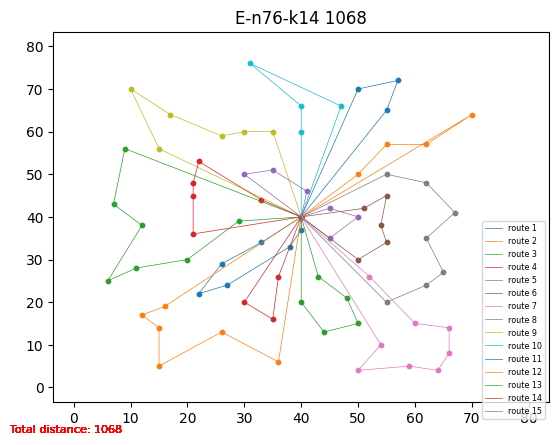 E-n76-k14 1068
80
70
60
50
40
30
20
10
0
0 10 20 30 40 50 60 70
route 1
route 2
route 3
route 4
route 5
route 6
route 7
route 8
route 9
route 10
route 11
route 12
route 13
route 14
route 15
Total distance: 1068